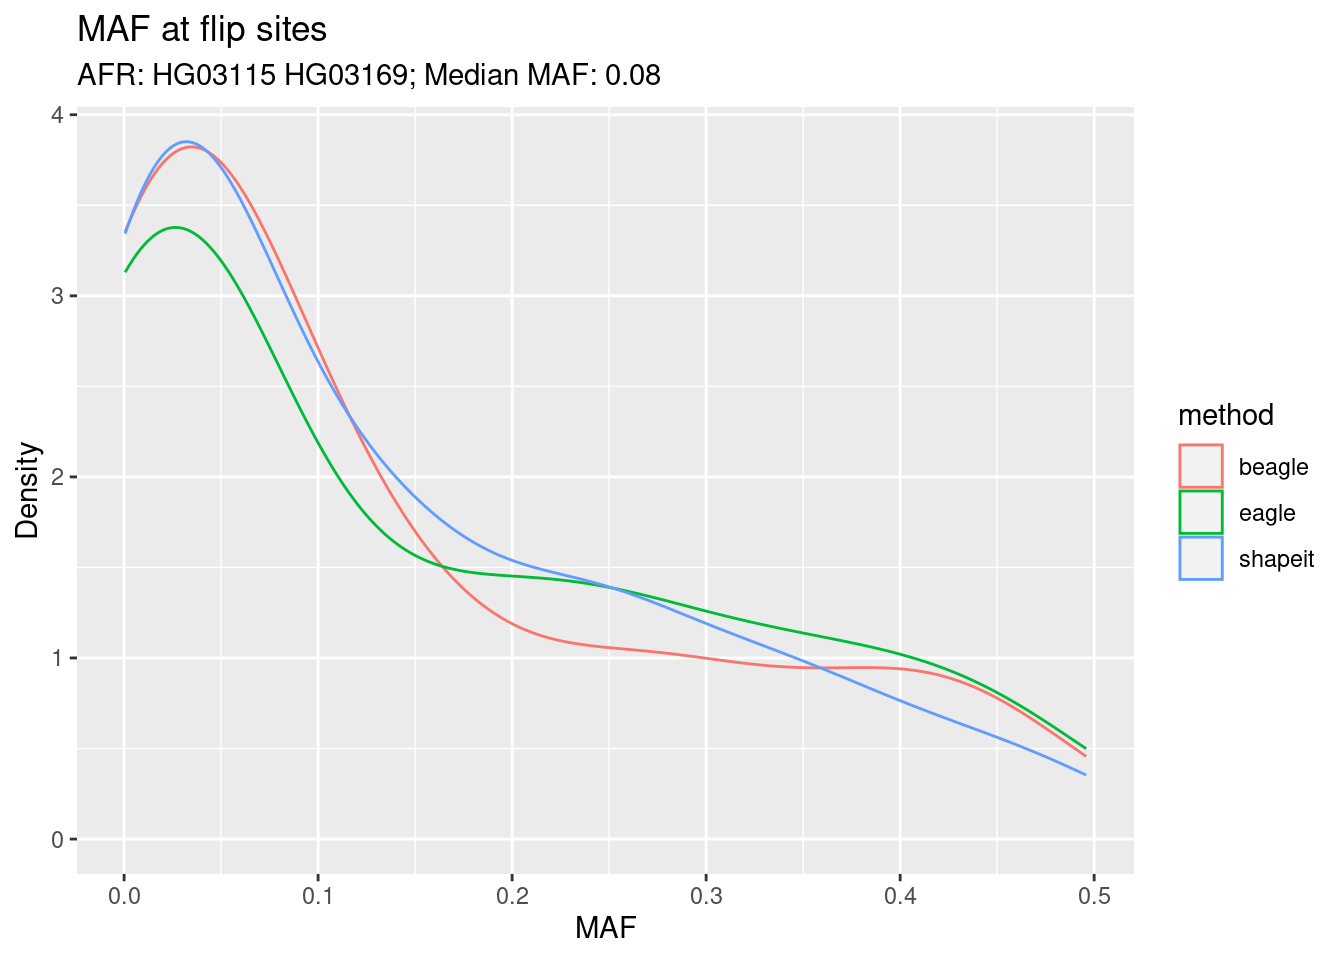 MAF at flip sites
AFR: HG03115 HG03169; Median MAF: 0.08
4
3
2
1
0
Density
0.0 0.1 0.2 0.3 0.4 0.5
MAF
method
beagle
eagle
shapeit